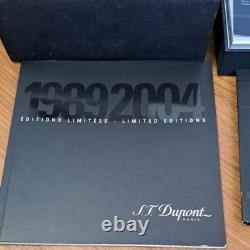 19892004
ÉDITIONS LIMITÉES - LIMITED EDITIONS
S.T. Dupont
PARIS